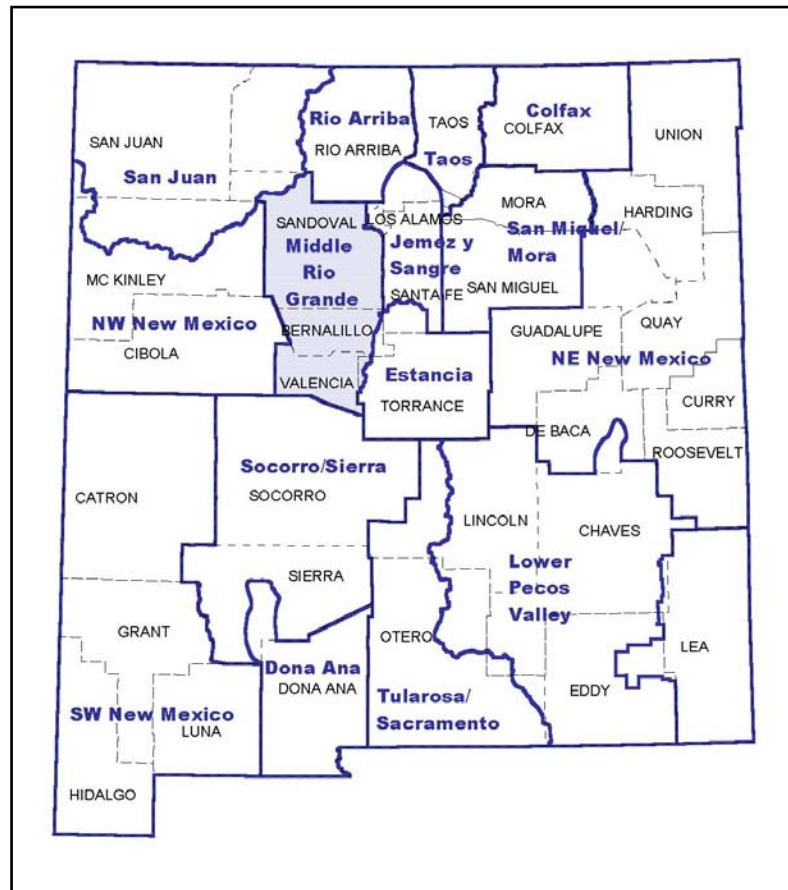 Rio Arriba
Colfax
TAOS
COLFAX
SAN JUAN
UNION
RIO ARRIBA
Taos
San Juan
MORA
HARDING
SANDOVAL
LOS ALAMOS
San Miguel/
Mora
Middle
Rio
Grande
Jemez y
Sangre
MC KINLEY
SANTA FE
SAN MIGUEL
NW New Mexico
BERNALILLO
GUADALUPE
QUAY
CIBOLA
NE New Mexico
VALENCIA
Estancia
TORRANCE
CURRY
DE BACA
ROOSEVELT
Socorro/Sierra
SOCORRO
CATRON
LINCOLN
CHAVES
SIERRA
Lower
Pecos
Valley
GRANT
OTERO
LEA
Dona Ana
DONA ANA
EDDY
Tularosa/
Sacramento
SW New Mexico
LUNA
HIDALGO